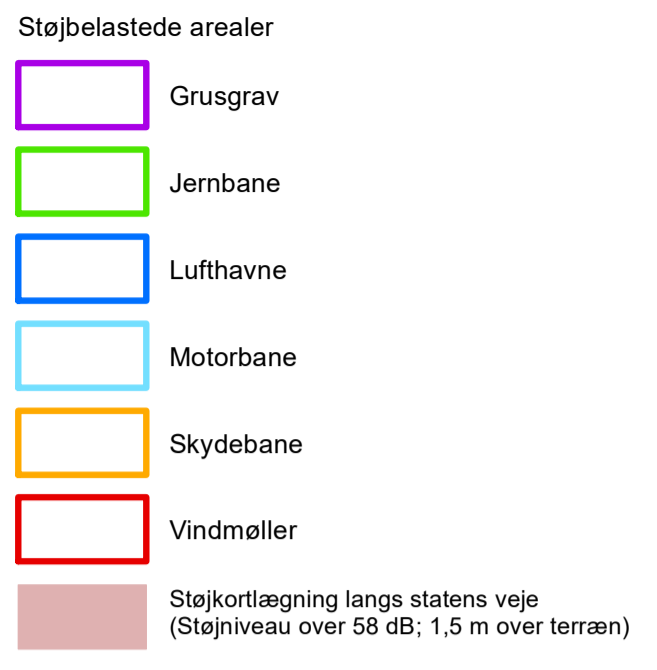 Støjbelastede arealer
Grusgrav
Jernbane
Lufthavne
Motorbane
Skydebane
Vindmøller
Støjkortlægning langs statens veje
(Støjniveau over 58 dB; 1,5 m over terræn)